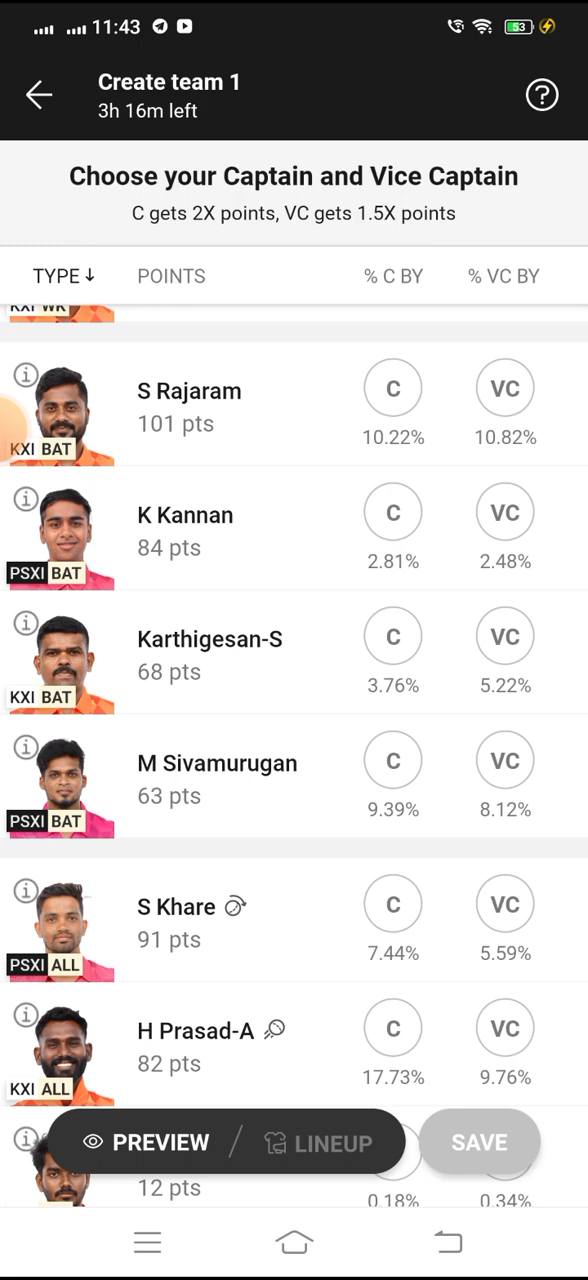 11:43
53
Create team 1
3h 16m left
Choose your Captain and Vice Captain
C gets 2X points, VC gets 1.5X points
TYPE POINTS % C BY % VC BY
KXI WK
S Rajaram
101 pts
C VC
10.22% 10.82%
KXI BAT
K Kannan
84 pts
C VC
2.81% 2.48%
PSXI BAT
Karthigesan-S
68 pts
C VC
3.76% 5.22%
KXI BAT
M Sivamurugan
63 pts
C VC
9.39% 8.12%
PSXI BAT
S Khare
91 pts
C VC
7.44% 5.59%
PSXI ALL
H Prasad-A
82 pts
C VC
17.73% 9.76%
KXI ALL
PREVIEW / LINEUP SAVE
12 pts
0.18% 0.34%